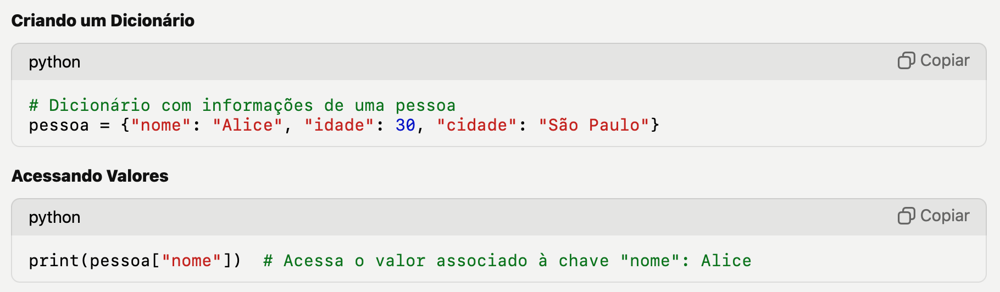 Criando um Dicionário
python
Copiar
# Dicionário com informações de uma pessoa
pessoa = {"nome": "Alice", "idade": 30, "cidade": "São Paulo"}
Acessando Valores
python
Copiar
print(pessoa["nome"])  # Acessa o valor associado à chave "nome": Alice